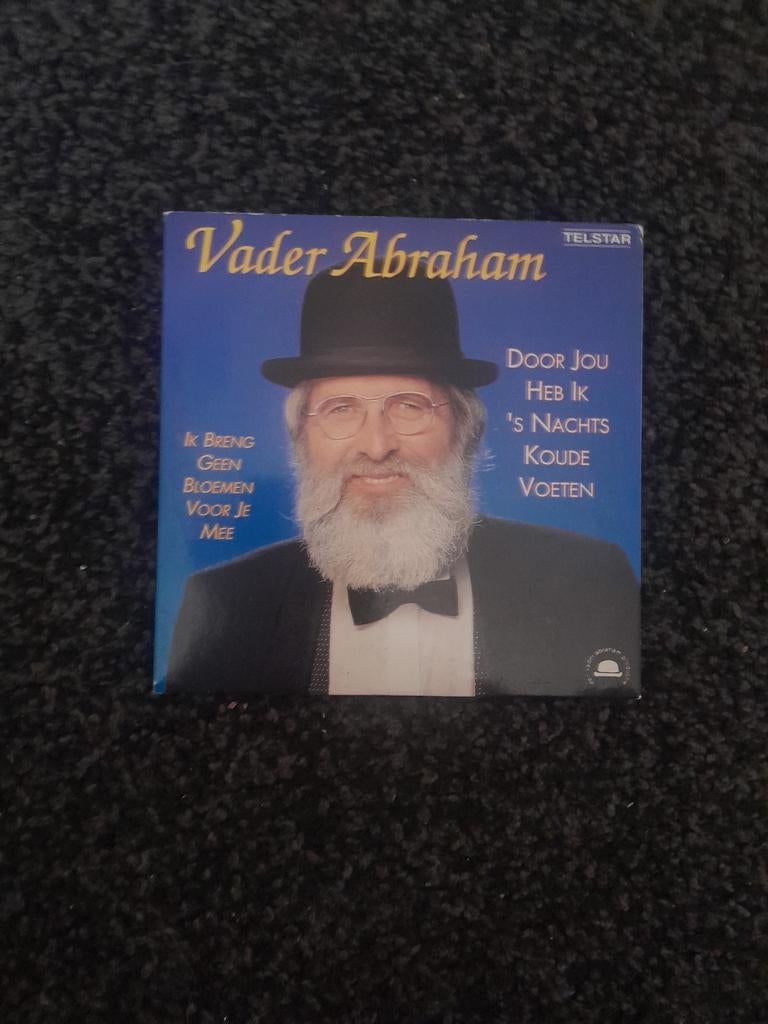 Vader Abraham
TELSTAR
Door Jou
Heb Ik
's Nachts
Koude
Voeten
Ik Breng
Geen
Bloemen
Voor Je
Mee